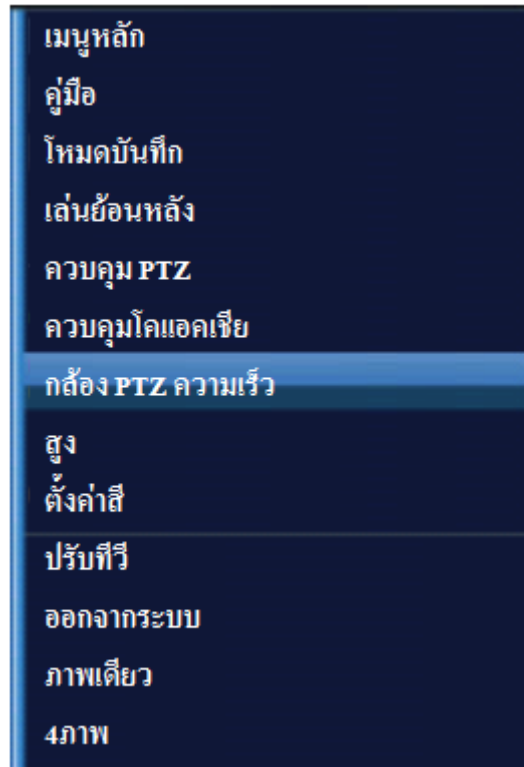 เมนูหลัก
คู่มือ
โหมดบันทึก
เล่นย้อนหลัง
ควบคุม PTZ
ควบคุมโคแอคเชีย
กล้อง PTZ ความเร็ว
สูง
ตั้งค่าสี
ปรับทีวี
ออกจากระบบ
ภาพเดียว
4ภาพ